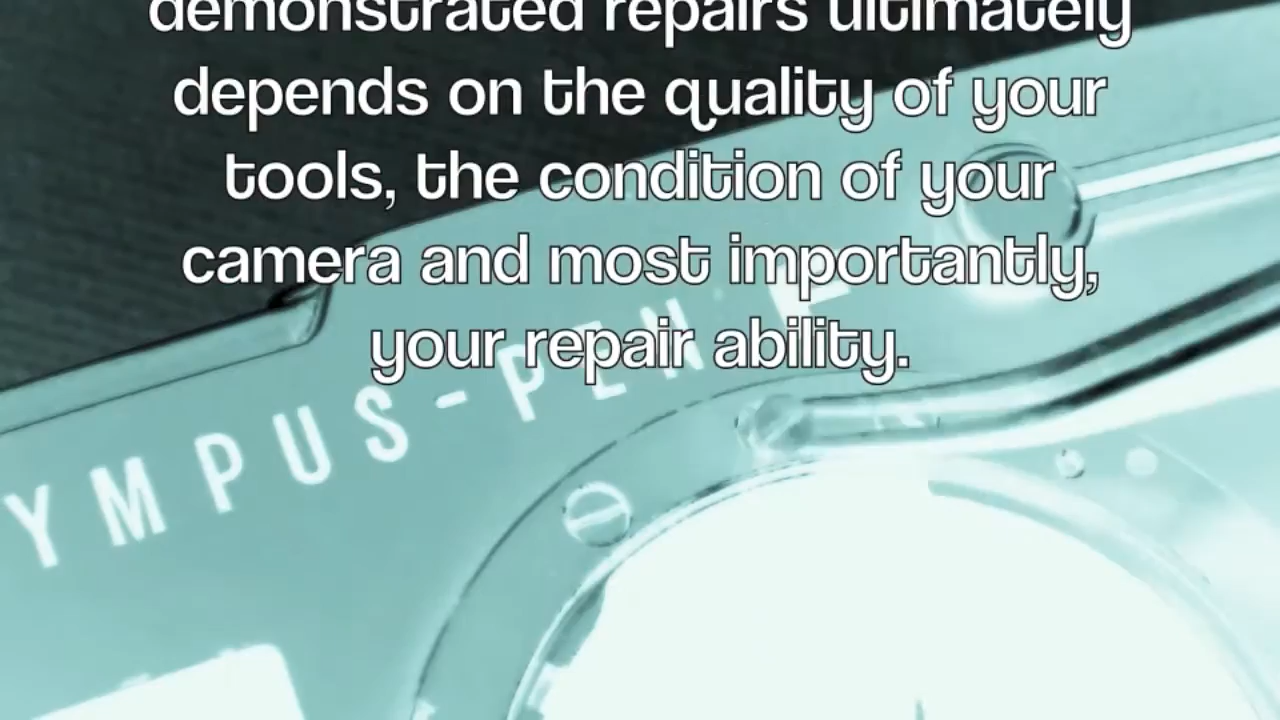 demonstrated repairs ultimately
depends on the quality of your
tools, the condition of your
camera and most importantly,
your repair ability.
YMPUS-PEN F